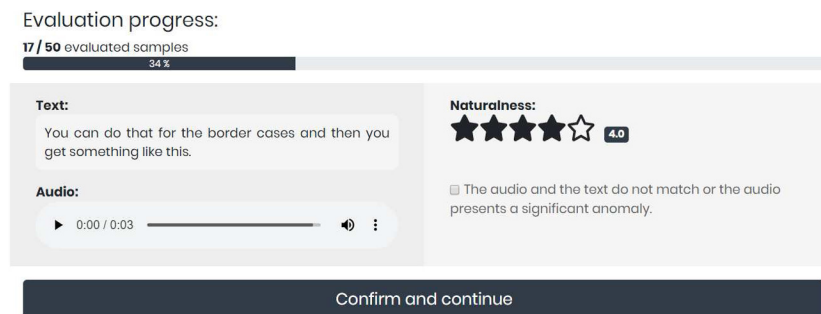 Evaluation progress:
17 / 50 evaluated samples
34 %
Text:
You can do that for the border cases and then you
get something like this.
Audio:
0:00 / 0:03
Naturalness:
4.0
The audio and the text do not match or the audio
presents a significant anomaly.
Confirm and continue